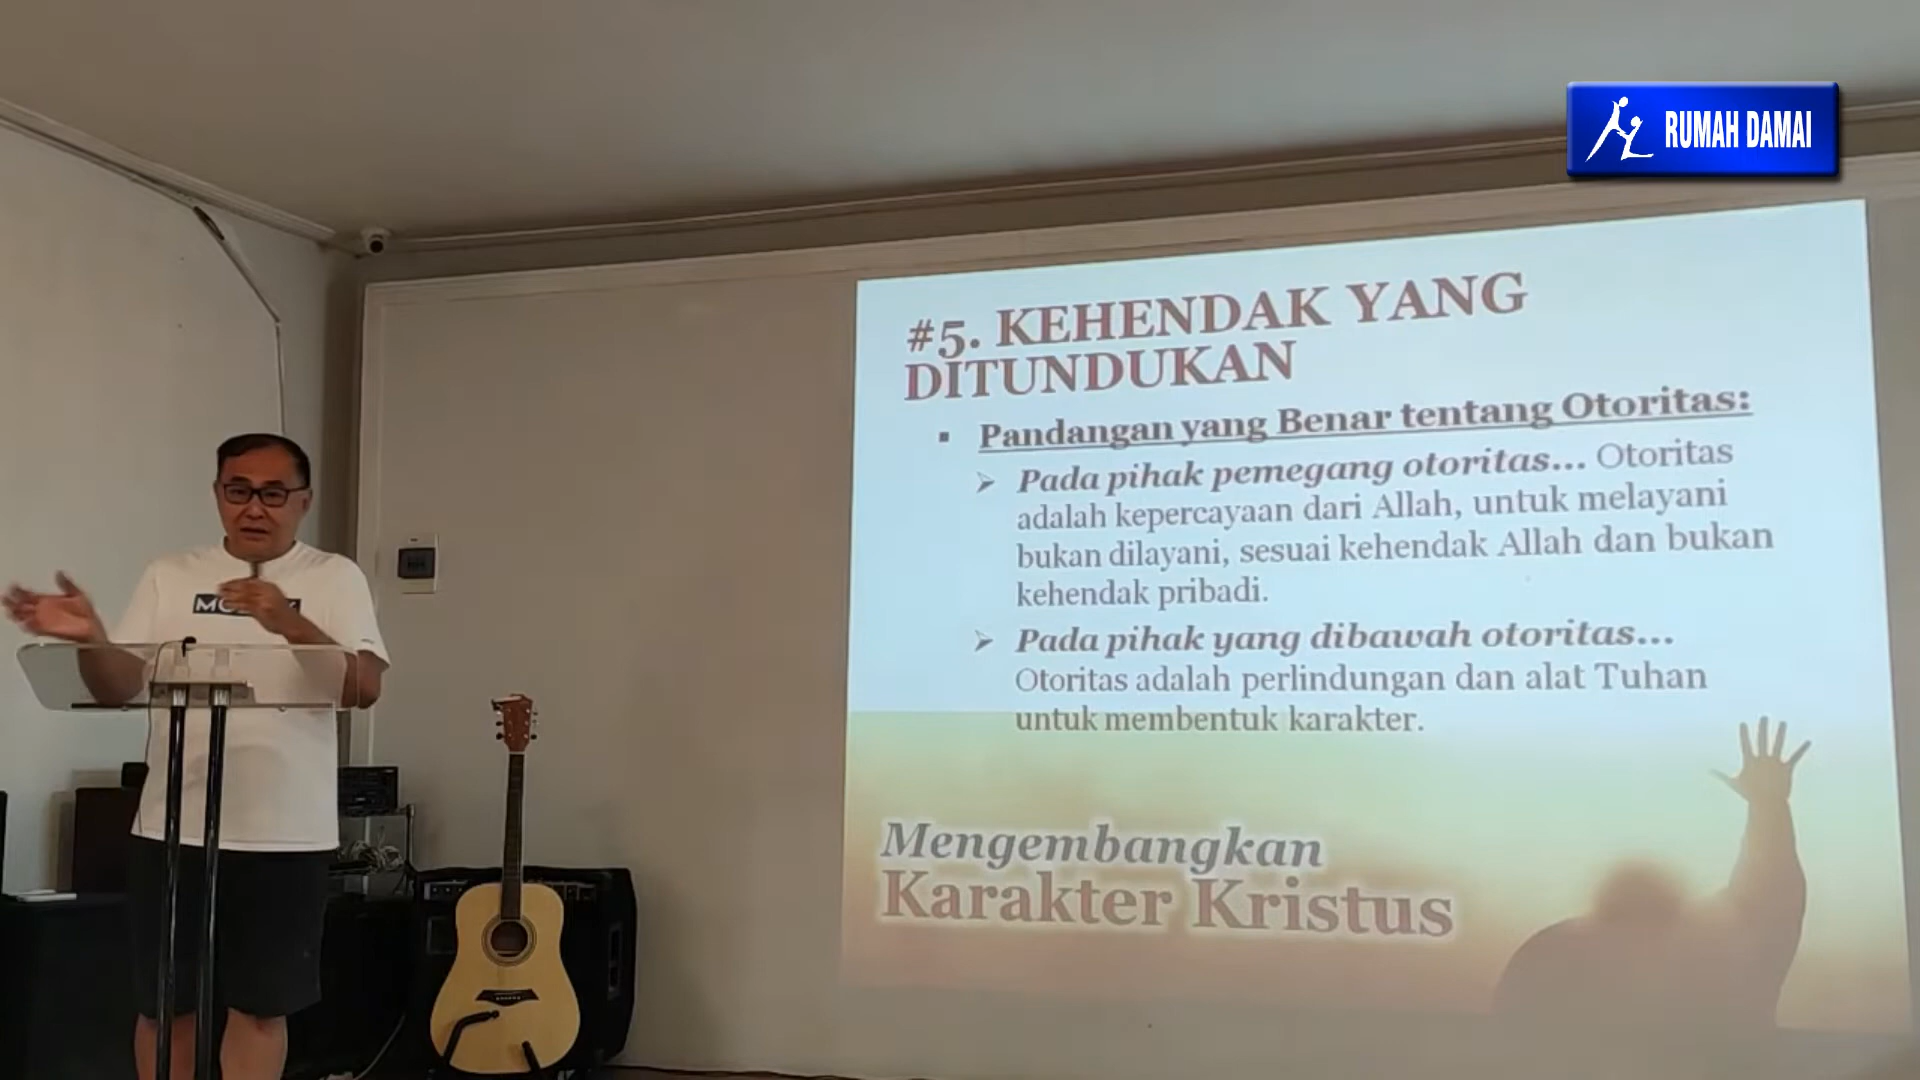 RUMAH DAMAI
#5. KEHENDAK YANG
DITUNDUKAN
▪ Pandangan yang Benar tentang Otoritas:
➢ Pada pihak pemegang otoritas... Otoritas
adalah kepercayaan dari Allah, untuk melayani
bukan dilayani, sesuai kehendak Allah dan bukan
kehendak pribadi.
➢ Pada pihak yang dibawah otoritas...
Otoritas adalah perlindungan dan alat Tuhan
untuk membentuk karakter.
Mengembangkan
Karakter Kristus